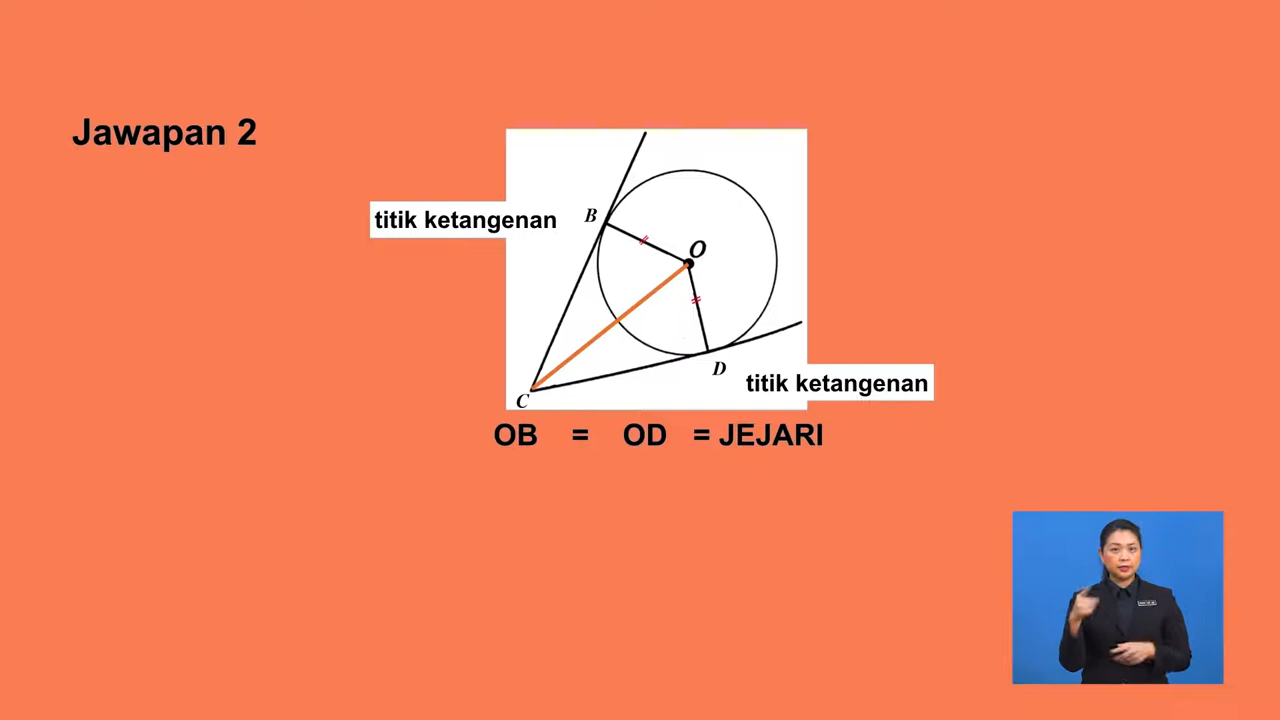 Jawapan 2
titik ketangenan
B
O
D
titik ketangenan
C
OB = OD = JEJARI